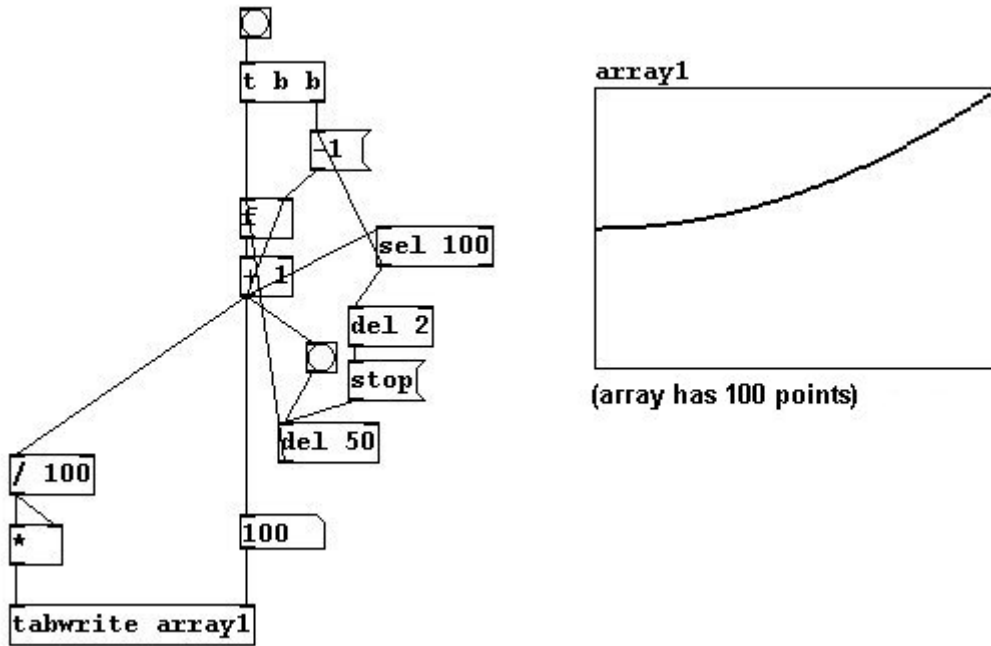 t b b
-1
f
+ 1
sel 100
del 2
stop
del 50
/ 100
*
100
tabwrite array1
array1
(array has 100 points)